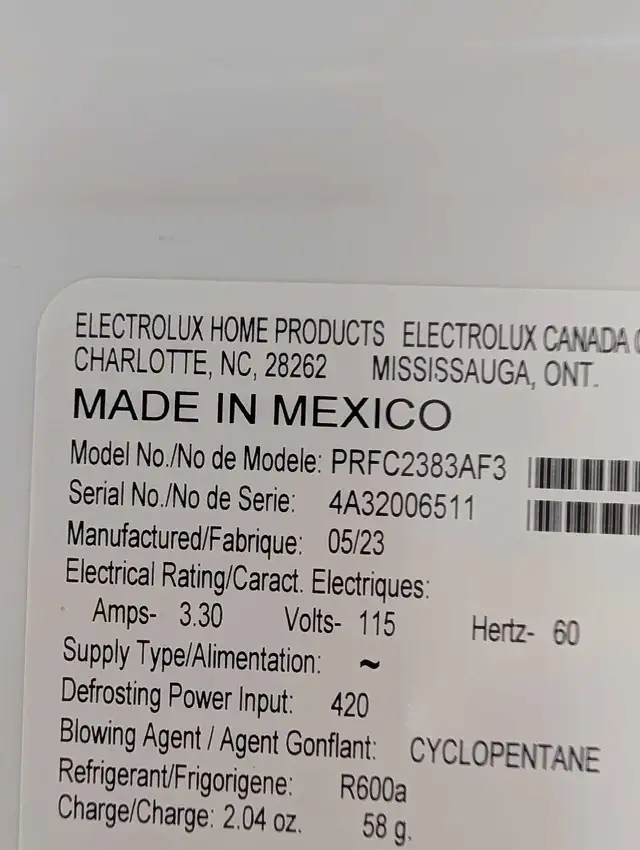 ELECTROLUX HOME PRODUCTS ELECTROLUX CANADA
CHARLOTTE, NC, 28262 MISSISSAUGA, ONT.
MADE IN MEXICO
Model No./No de Modele: PRFC2383AF3
Serial No./No de Serie: 4A32006511
Manufactured/Fabrique: 05/23
Electrical Rating/Caract. Electriques:
Amps- 3.30 Volts- 115 Hertz- 60
Supply Type/Alimentation: ~
Defrosting Power Input: 420
Blowing Agent / Agent Gonflant: CYCLOPENTANE
Refrigerant/Frigorigene: R600a
Charge/Charge: 2.04 oz. 58 g.